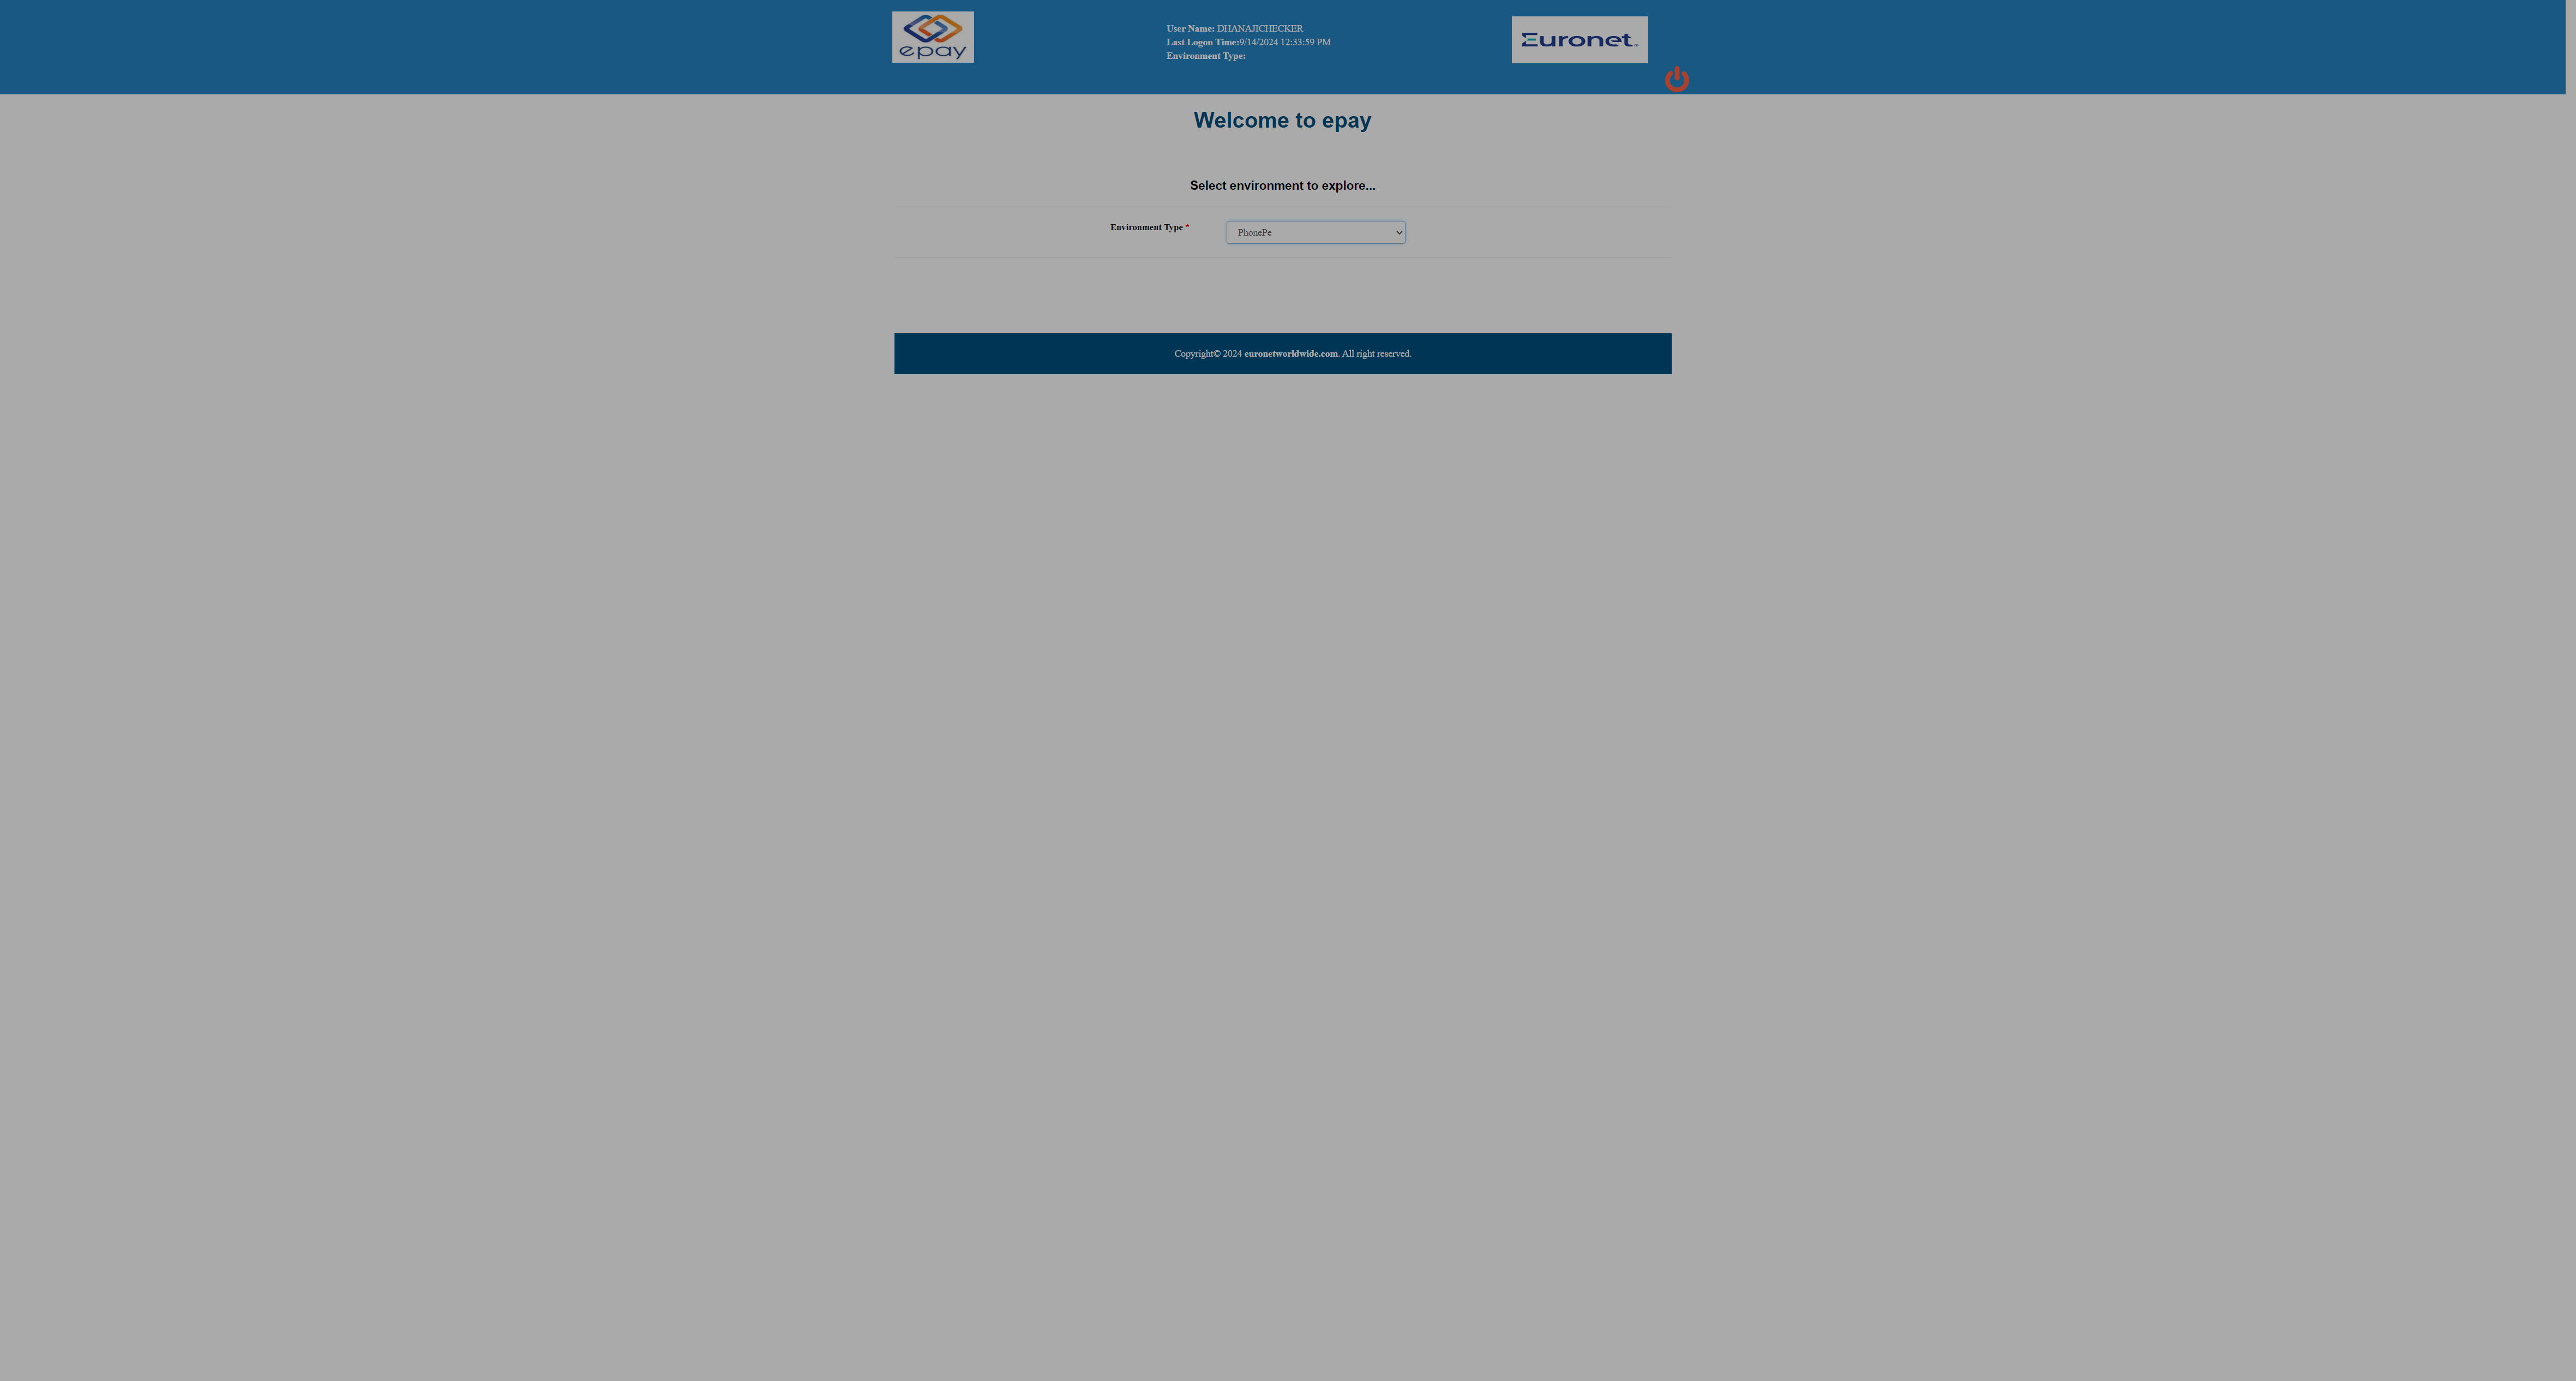 epay
User Name: DHANAJICHECKER
Last Logon Time:9/14/2024 12:33:59 PM
Environment Type:
Euronet
Welcome to epay
Select environment to explore...
Environment Type *
PhonePe
Copyright© 2024 euronetworldwide.com. All right reserved.